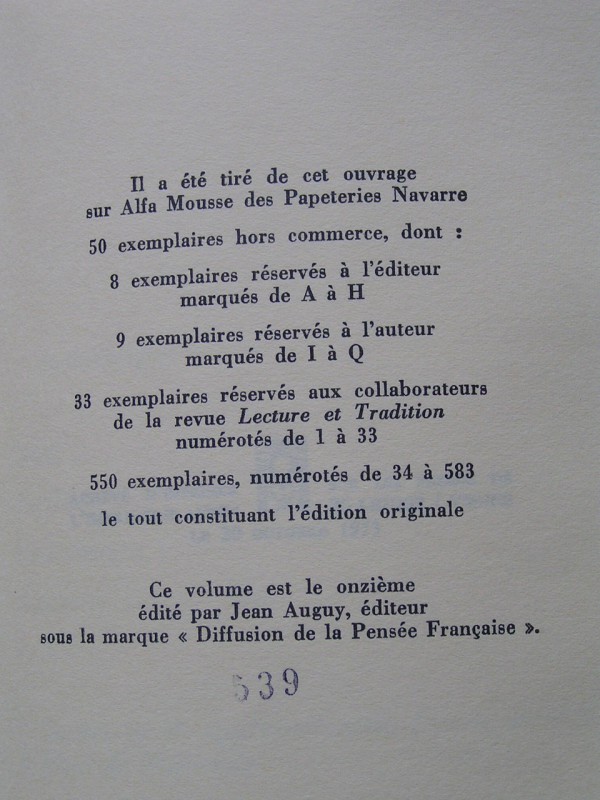 Il a été tiré de cet ouvrage
sur Alfa Mousse des Papeteries Navarre
50 exemplaires hors commerce, dont :
8 exemplaires réservés à l'éditeur
marqués de A à H
9 exemplaires réservés à l'auteur
marqués de I à Q
33 exemplaires réservés aux collaborateurs
de la revue Lecture et Tradition
numérotés de 1 à 33
550 exemplaires, numérotés de 34 à 583
le tout constituant l'édition originale
Ce volume est le onzième
édité par Jean Auguy, éditeur
sous la marque « Diffusion de la Pensée Française ».
539